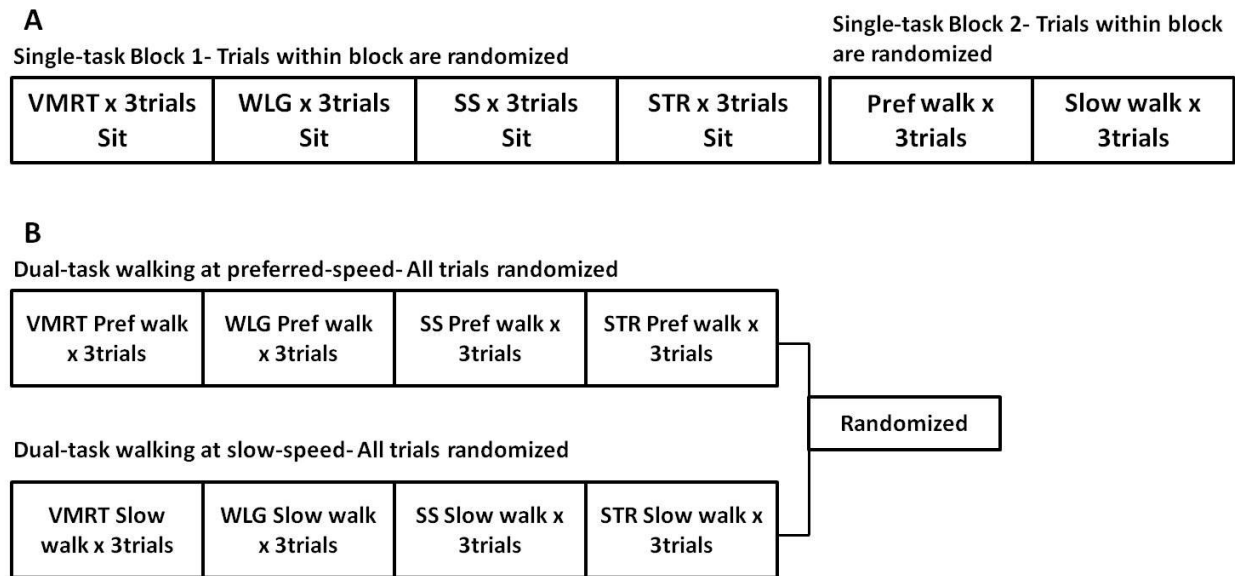 A
Single-task Block 1- Trials within block are randomized
Single-task Block 2- Trials within block
are randomized
VMRT x 3trials
Sit
WLG x 3trials
Sit
SS x 3trials
Sit
STR x 3trials
Sit
Pref walk x
3trials
Slow walk x
3trials
B
Dual-task walking at preferred-speed- All trials randomized
VMRT Pref walk
x 3trials
WLG Pref walk
x 3trials
SS Pref walk x
3trials
STR Pref walk x
3trials
Randomized
Dual-task walking at slow-speed- All trials randomized
VMRT Slow
walk x 3trials
WLG Slow walk
x 3trials
SS Slow walk x
3trials
STR Slow walk x
3trials